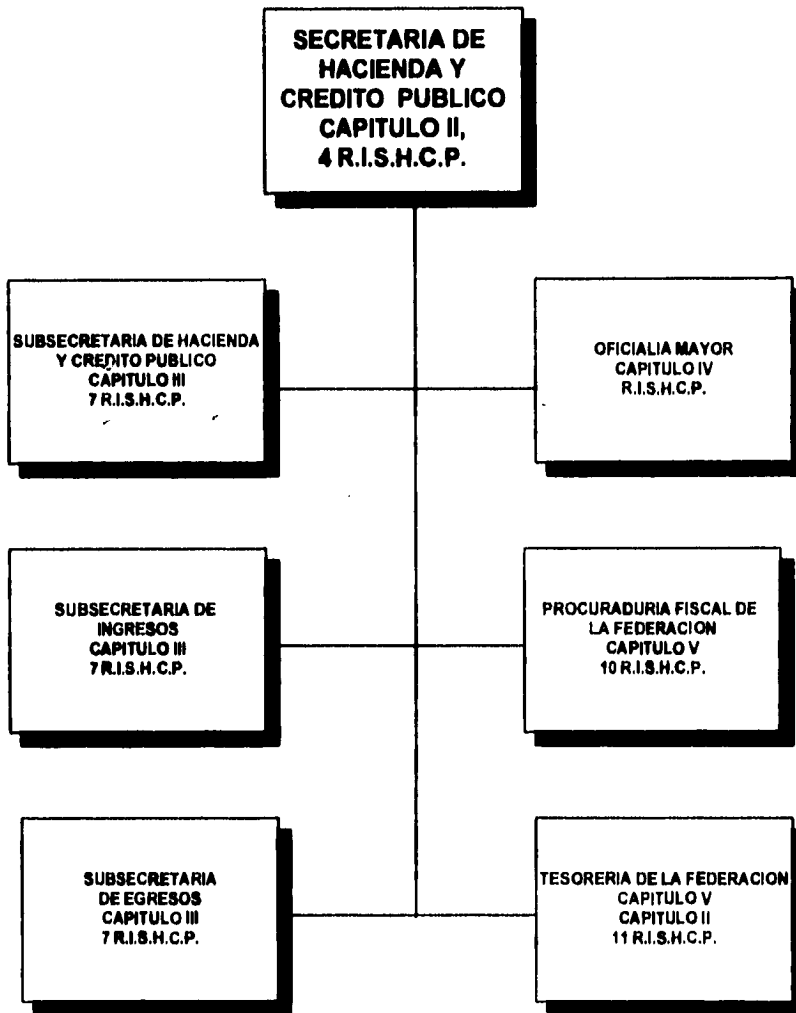 SECRETARIA DE
HACIENDA Y
CREDITO PUBLICO
CAPITULO II,
4 R.I.S.H.C.P.
SUBSECRETARIA DE HACIENDA
Y CREDITO PUBLICO
CAPITULO III
7 R.I.S.H.C.P.
OFICIALIA MAYOR
CAPITULO IV
R.I.S.H.C.P.
SUBSECRETARIA DE
INGRESOS
CAPITULO III
7 R.I.S.H.C.P.
PROCURADURIA FISCAL DE
LA FEDERACION
CAPITULO V
10 R.I.S.H.C.P.
SUBSECRETARIA
DE EGRESOS
CAPITULO III
7 R.I.S.H.C.P.
TESORERIA DE LA FEDERACION
CAPITULO V
CAPITULO II
11 R.I.S.H.C.P.